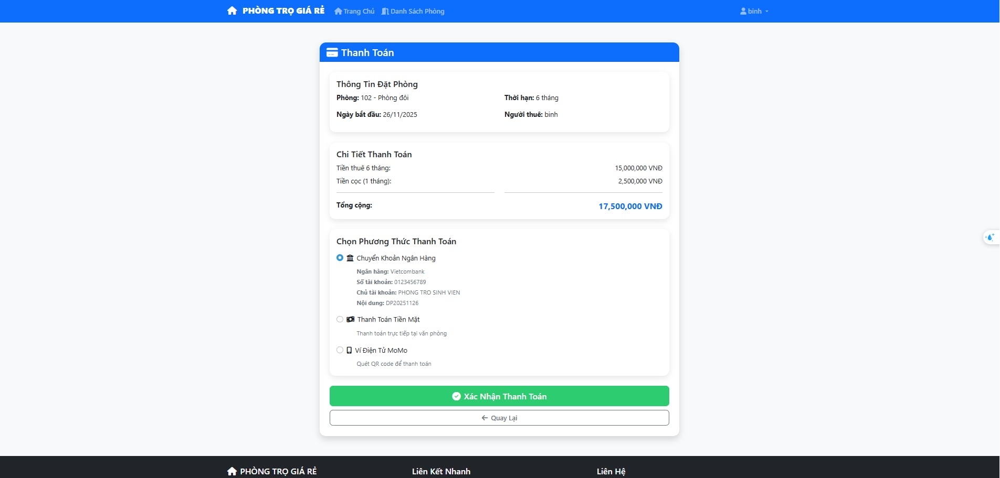 PHÒNG TRỌ GIÁ RẺ Trang Chủ Danh Sách Phòng binh
Thanh Toán
Thông Tin Đặt Phòng
Phòng: 102 - Phòng đôi Thời hạn: 6 tháng
Ngày bắt đầu: 26/11/2025 Người thuê: binh
Chi Tiết Thanh Toán
Tiền thuê 6 tháng: 15,000,000 VNĐ
Tiền cọc (1 tháng): 2,500,000 VNĐ
Tổng cộng: 17,500,000 VNĐ
Chọn Phương Thức Thanh Toán
Chuyển Khoản Ngân Hàng
Ngân hàng: Vietcombank
Số tài khoản: 0123456789
Chủ tài khoản: PHONG TRO SINH VIEN
Nội dung: DP20251126
Thanh Toán Tiền Mặt
Thanh toán trực tiếp tại văn phòng
Ví Điện Tử MoMo
Quét QR code để thanh toán
Xác Nhận Thanh Toán
Quay Lại
PHÒNG TRỌ GIÁ RẺ Liên Kết Nhanh Liên Hệ